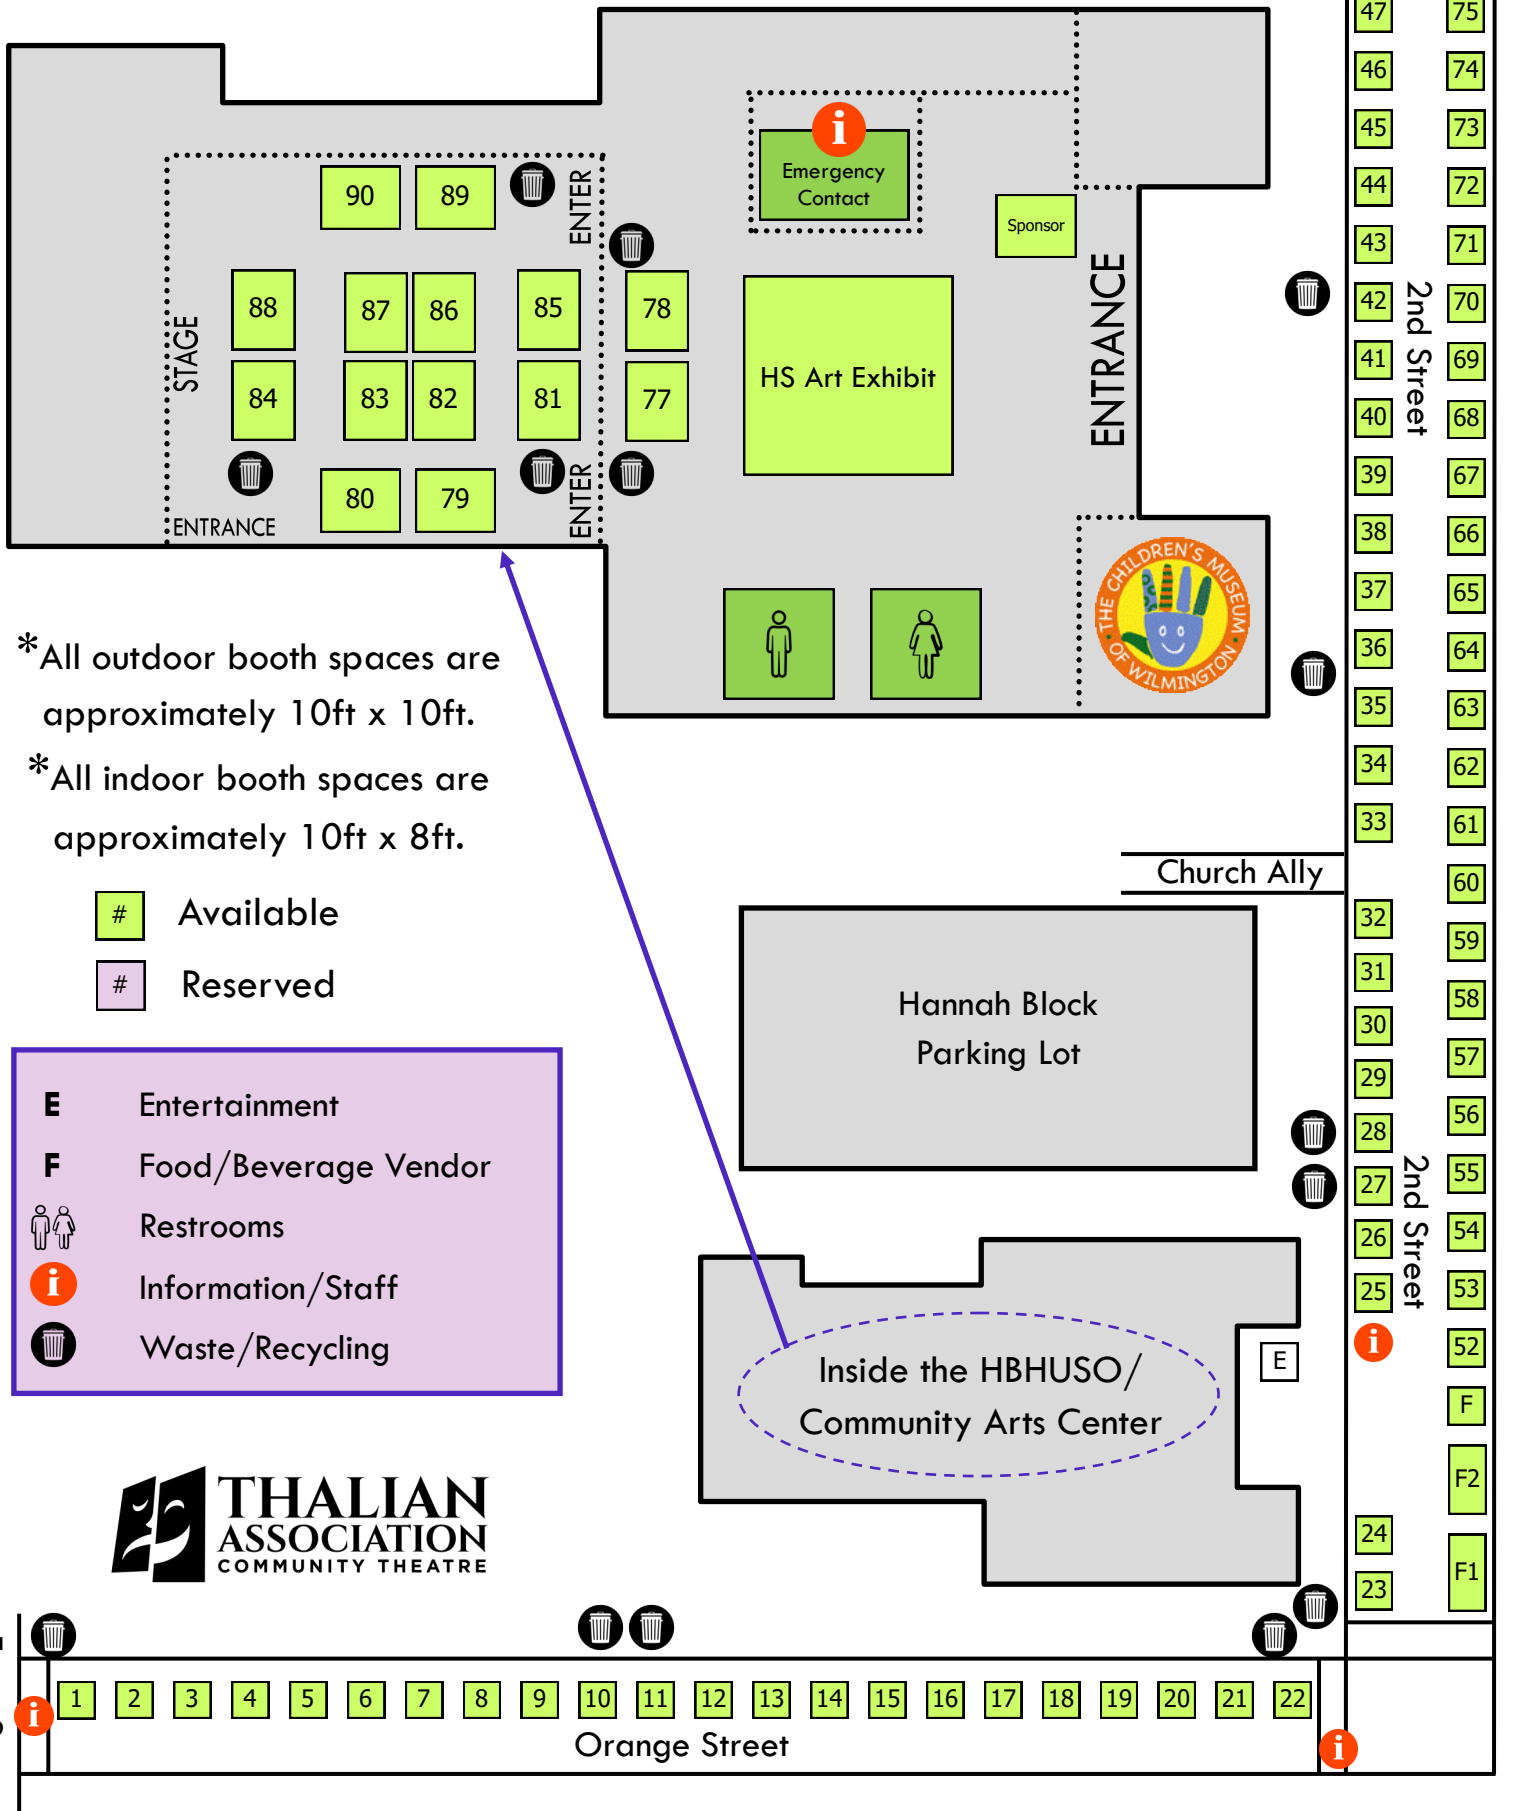 47
75
46
74
45
73
44
72
43
71
42
70
41
69
40
68
39
67
38
66
37
65
36
64
35
63
34
62
33
61
60
32
59
31
58
30
57
29
56
28
55
27
54
26
53
25
52
i
F
F2
24
F1
23
2nd Street
2nd Street
i
Emergency
Contact
Sponsor
90
89
ENTER
88
87
86
85
78
STAGE
84
83
82
81
77
HS Art Exhibit
ENTRANCE
80
79
ENTER
ENTRANCE
THE CHILDREN'S MUSEUM
OF WILMINGTON
*All outdoor booth spaces are
approximately 10ft x 10ft.
*All indoor booth spaces are
approximately 10ft x 8ft.
# Available
# Reserved
Church Ally
Hannah Block
Parking Lot
E Entertainment
F Food/Beverage Vendor
Restrooms
i Information/Staff
Waste/Recycling
Inside the HBHUSO/
Community Arts Center
E
THALIAN
ASSOCIATION
COMMUNITY THEATRE
i
1 2 3 4 5 6 7 8 9 10 11 12 13 14 15 16 17 18 19 20 21 22
Orange Street
i